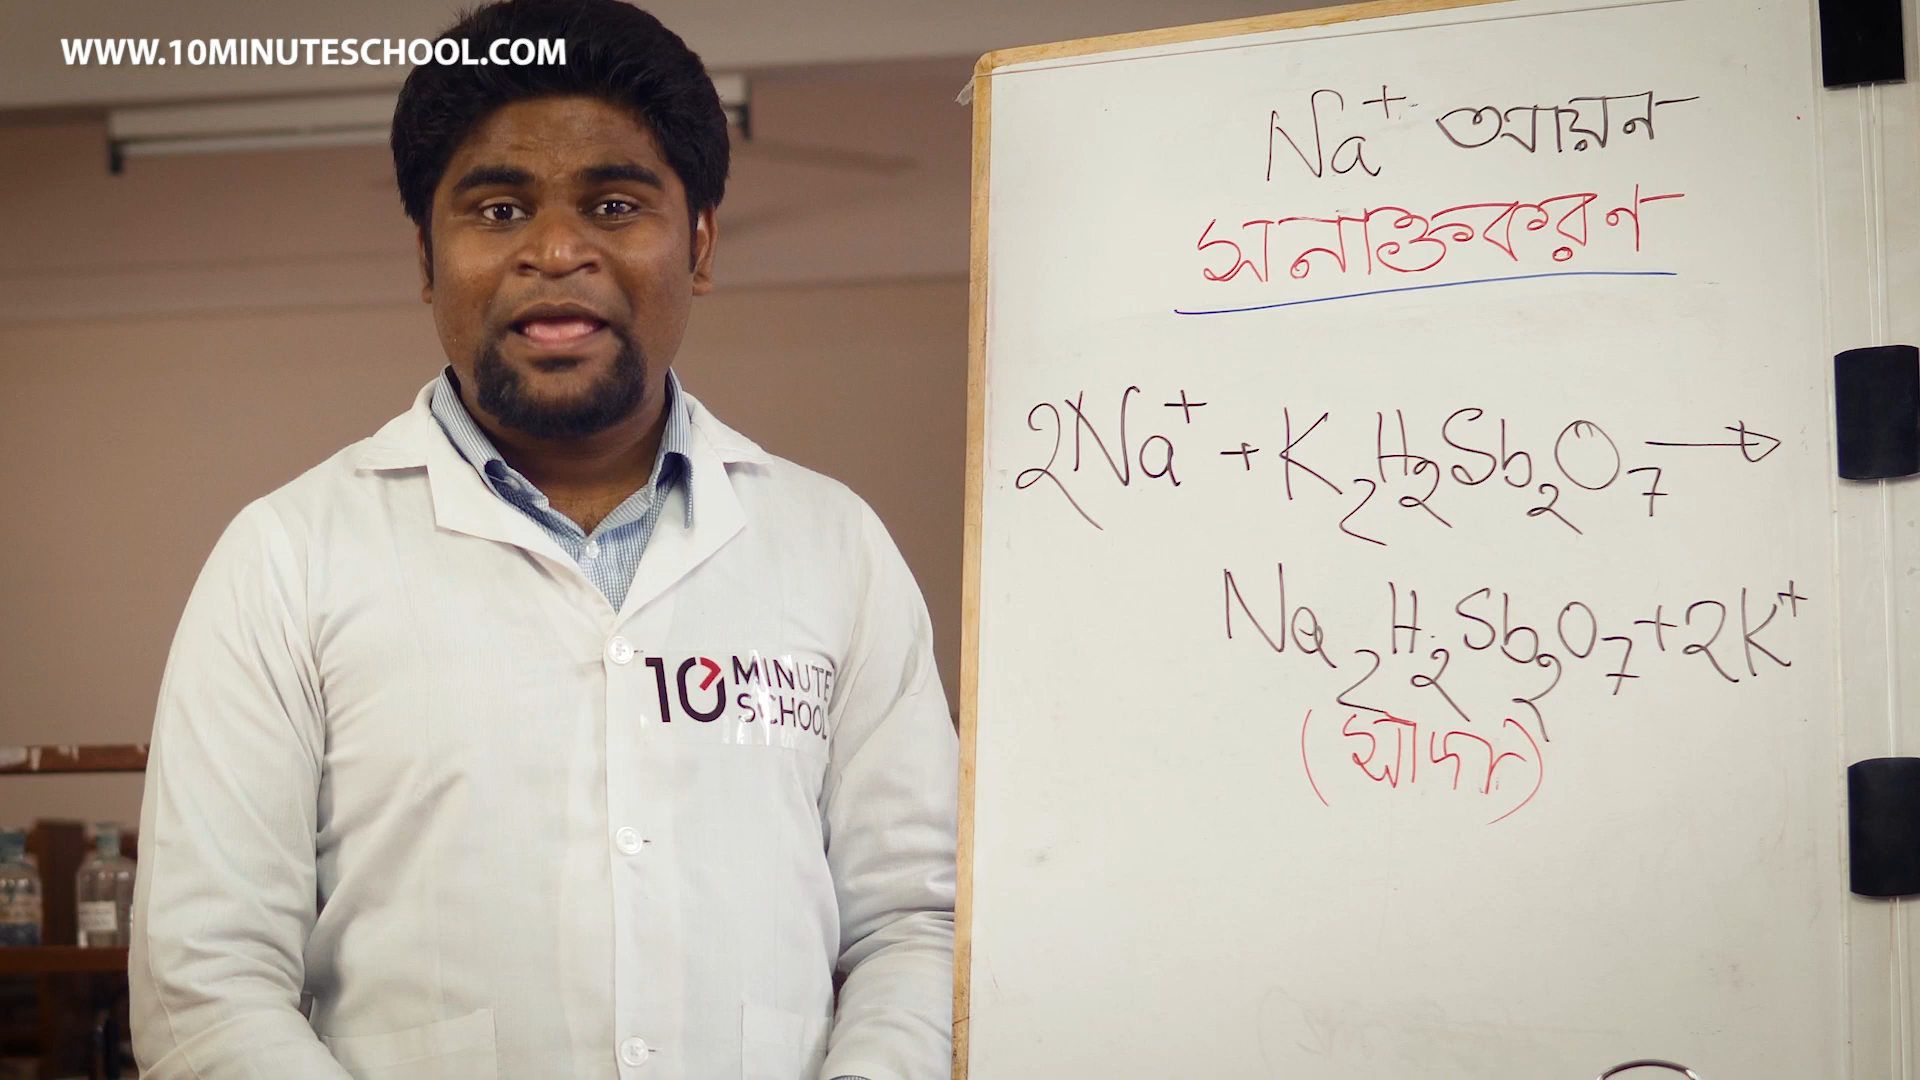 WWW.10MINUTESCHOOL.COM
Na⁺ আয়ন
সনাক্তকরণ
2Na⁺ + K₂H₂Sb₂O₇ →
Na₂H₂Sb₂O₇ + 2K⁺
(সাদা)
10 MINUTE
SCHOOL